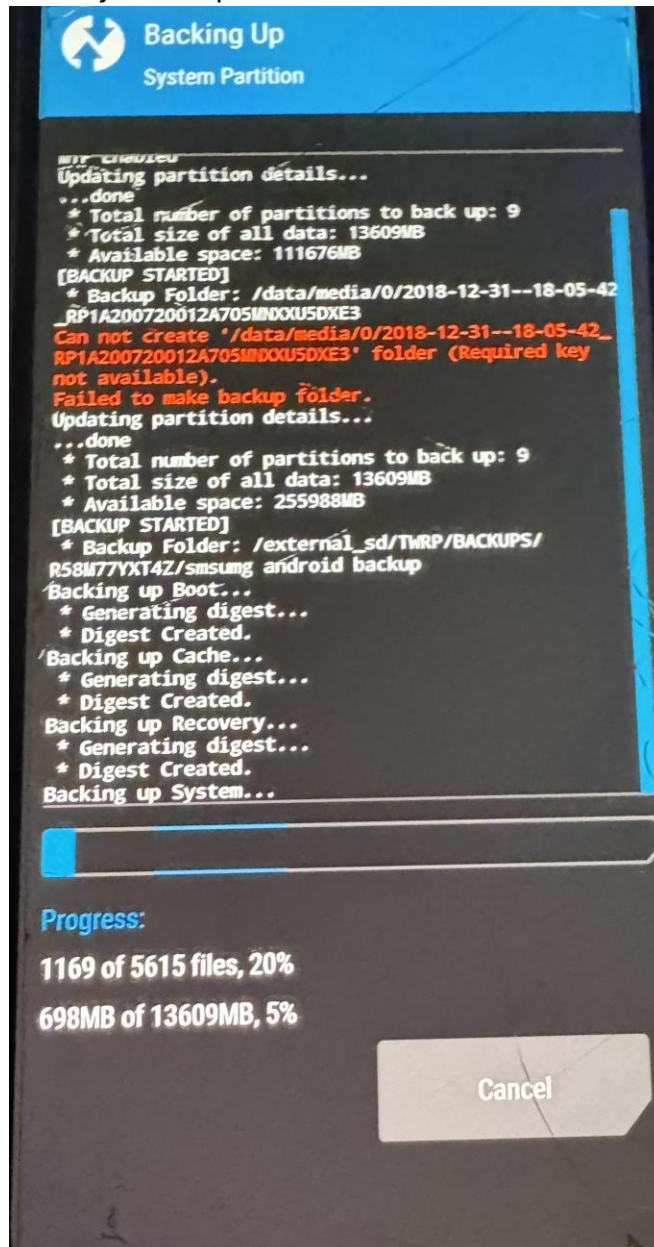 Backing Up
System Partition
MTP Enabled
Updating partition details...
...done
* Total number of partitions to back up: 9
* Total size of all data: 13609MB
* Available space: 111676MB
[BACKUP STARTED]
* Backup Folder: /data/media/0/2018-12-31--18-05-42
_RP1A200720012A705MNXXU5DXE3
Can not create '/data/media/0/2018-12-31--18-05-42_
RP1A200720012A705MNXXU5DXE3' folder (Required key
not available).
Failed to make backup folder.
Updating partition details...
...done
* Total number of partitions to back up: 9
* Total size of all data: 13609MB
* Available space: 255988MB
[BACKUP STARTED]
* Backup Folder: /external_sd/TWRP/BACKUPS/
R58M77YXT4Z/smsumg android backup
Backing up Boot...
* Generating digest...
* Digest Created.
Backing up Cache...
* Generating digest...
* Digest Created.
Backing up Recovery...
* Generating digest...
* Digest Created.
Backing up System...
Progress:
1169 of 5615 files, 20%
698MB of 13609MB, 5%
Cancel